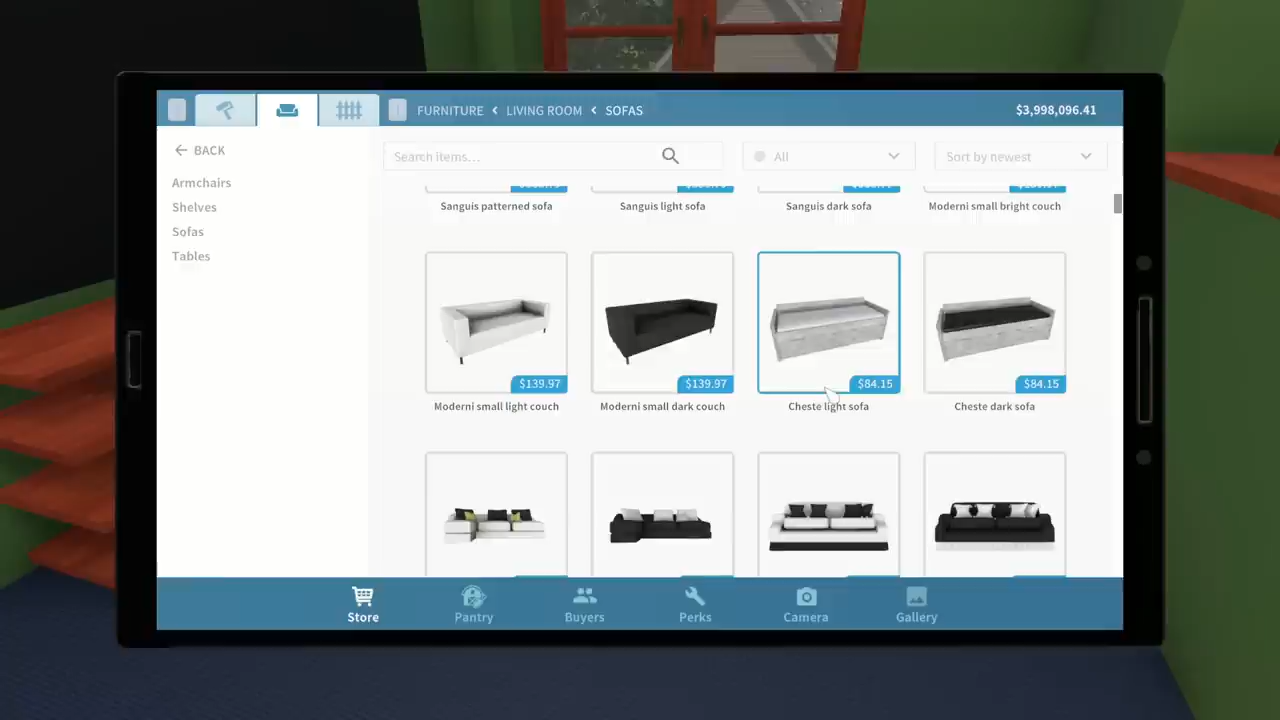 FURNITURE < LIVING ROOM < SOFAS
$3,998,096.41
BACK
Search items...
All
Sort by newest
Armchairs
Shelves
Sofas
Tables
Sanguis patterned sofa
Sanguis light sofa
Sanguis dark sofa
Moderni small bright couch
$139.97
$139.97
$84.15
$84.15
Moderni small light couch
Moderni small dark couch
Cheste light sofa
Cheste dark sofa
Store
Pantry
Buyers
Perks
Camera
Gallery